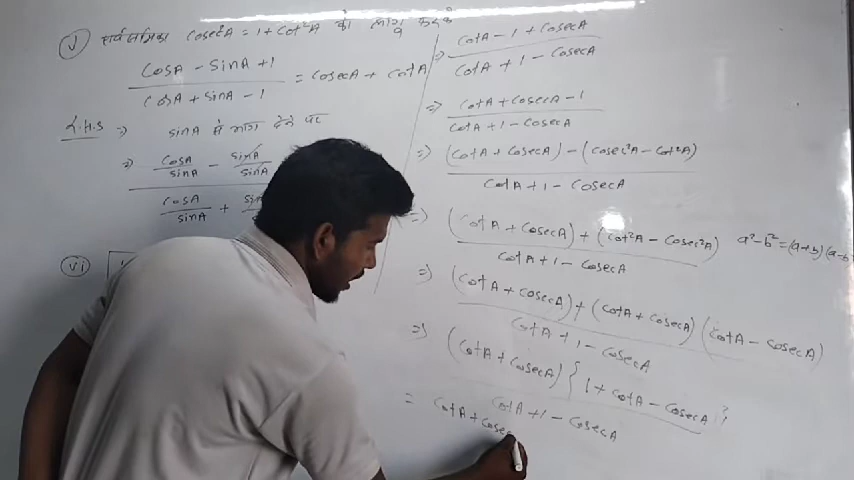 v) सर्वसमिका cosec²A = 1 + cot²A को लागू करके
CosA - SinA + 1 / CosA + SinA - 1 = CosecA + CotA
L.H.S ⇒ SinA से भाग देने पर
⇒ CosA/SinA - SinA/SinA
CosA/SinA +
vi)
⇒ CotA - 1 + CosecA / CotA + 1 - CosecA
⇒ CotA + CosecA - 1 / CotA + 1 - CosecA
⇒ (CotA + CosecA) - (Cosec²A - Cot²A) / CotA + 1 - CosecA
⇒ (CotA + CosecA) + (Cot²A - Cosec²A) / CotA + 1 - CosecA
a² - b² = (a+b)(a-b
⇒ (CotA + CosecA) + (CotA + CosecA)(CotA - CosecA) / CotA + 1 - CosecA
⇒ (CotA + CosecA) { 1 + CotA - CosecA } / CotA + 1 - CosecA
= CotA + Cosec